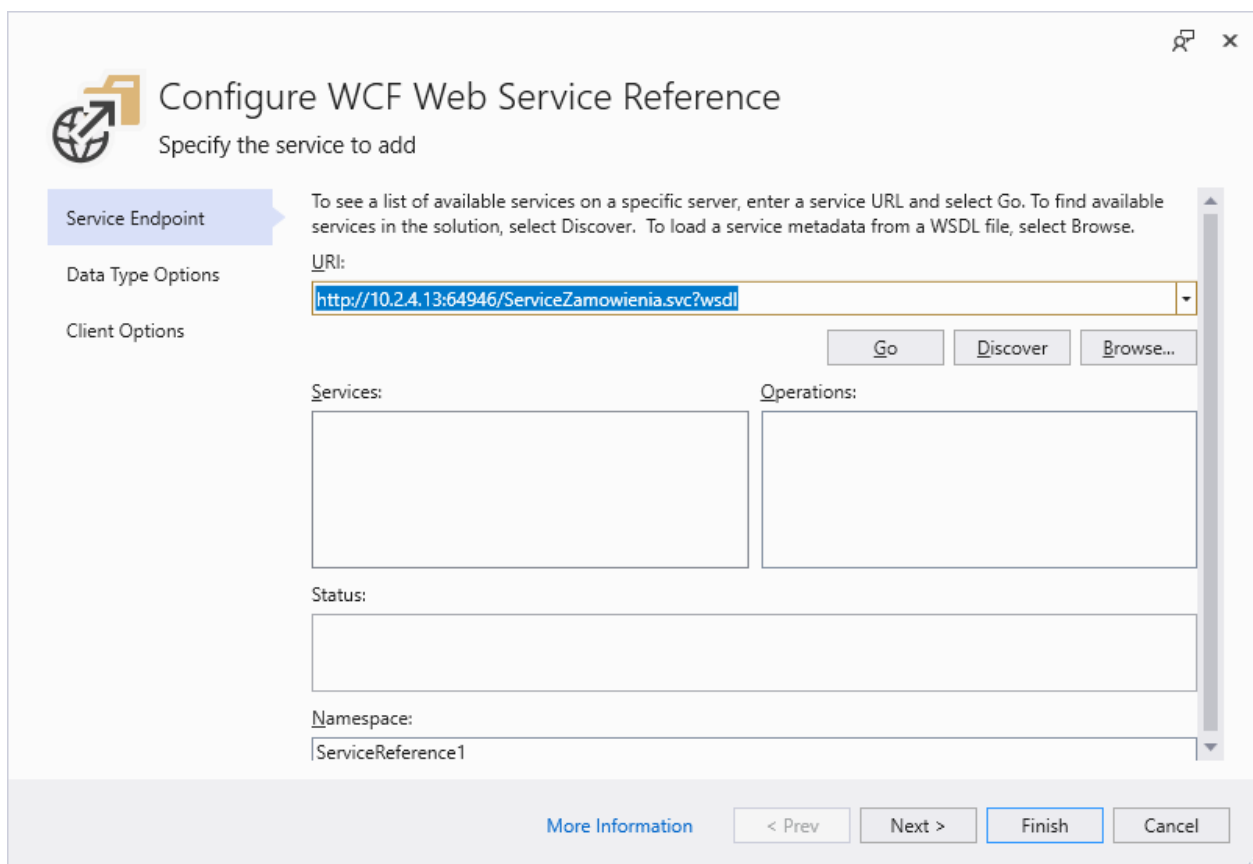 Configure WCF Web Service Reference
Specify the service to add
Service Endpoint
Data Type Options
Client Options
To see a list of available services on a specific server, enter a service URL and select Go. To find available
services in the solution, select Discover.  To load a service metadata from a WSDL file, select Browse.
URI:
http://10.2.4.13:64946/ServiceZamowienia.svc?wsdl
Go
Discover
Browse...
Services:
Operations:
Status:
Namespace:
ServiceReference1
More Information
< Prev
Next >
Finish
Cancel